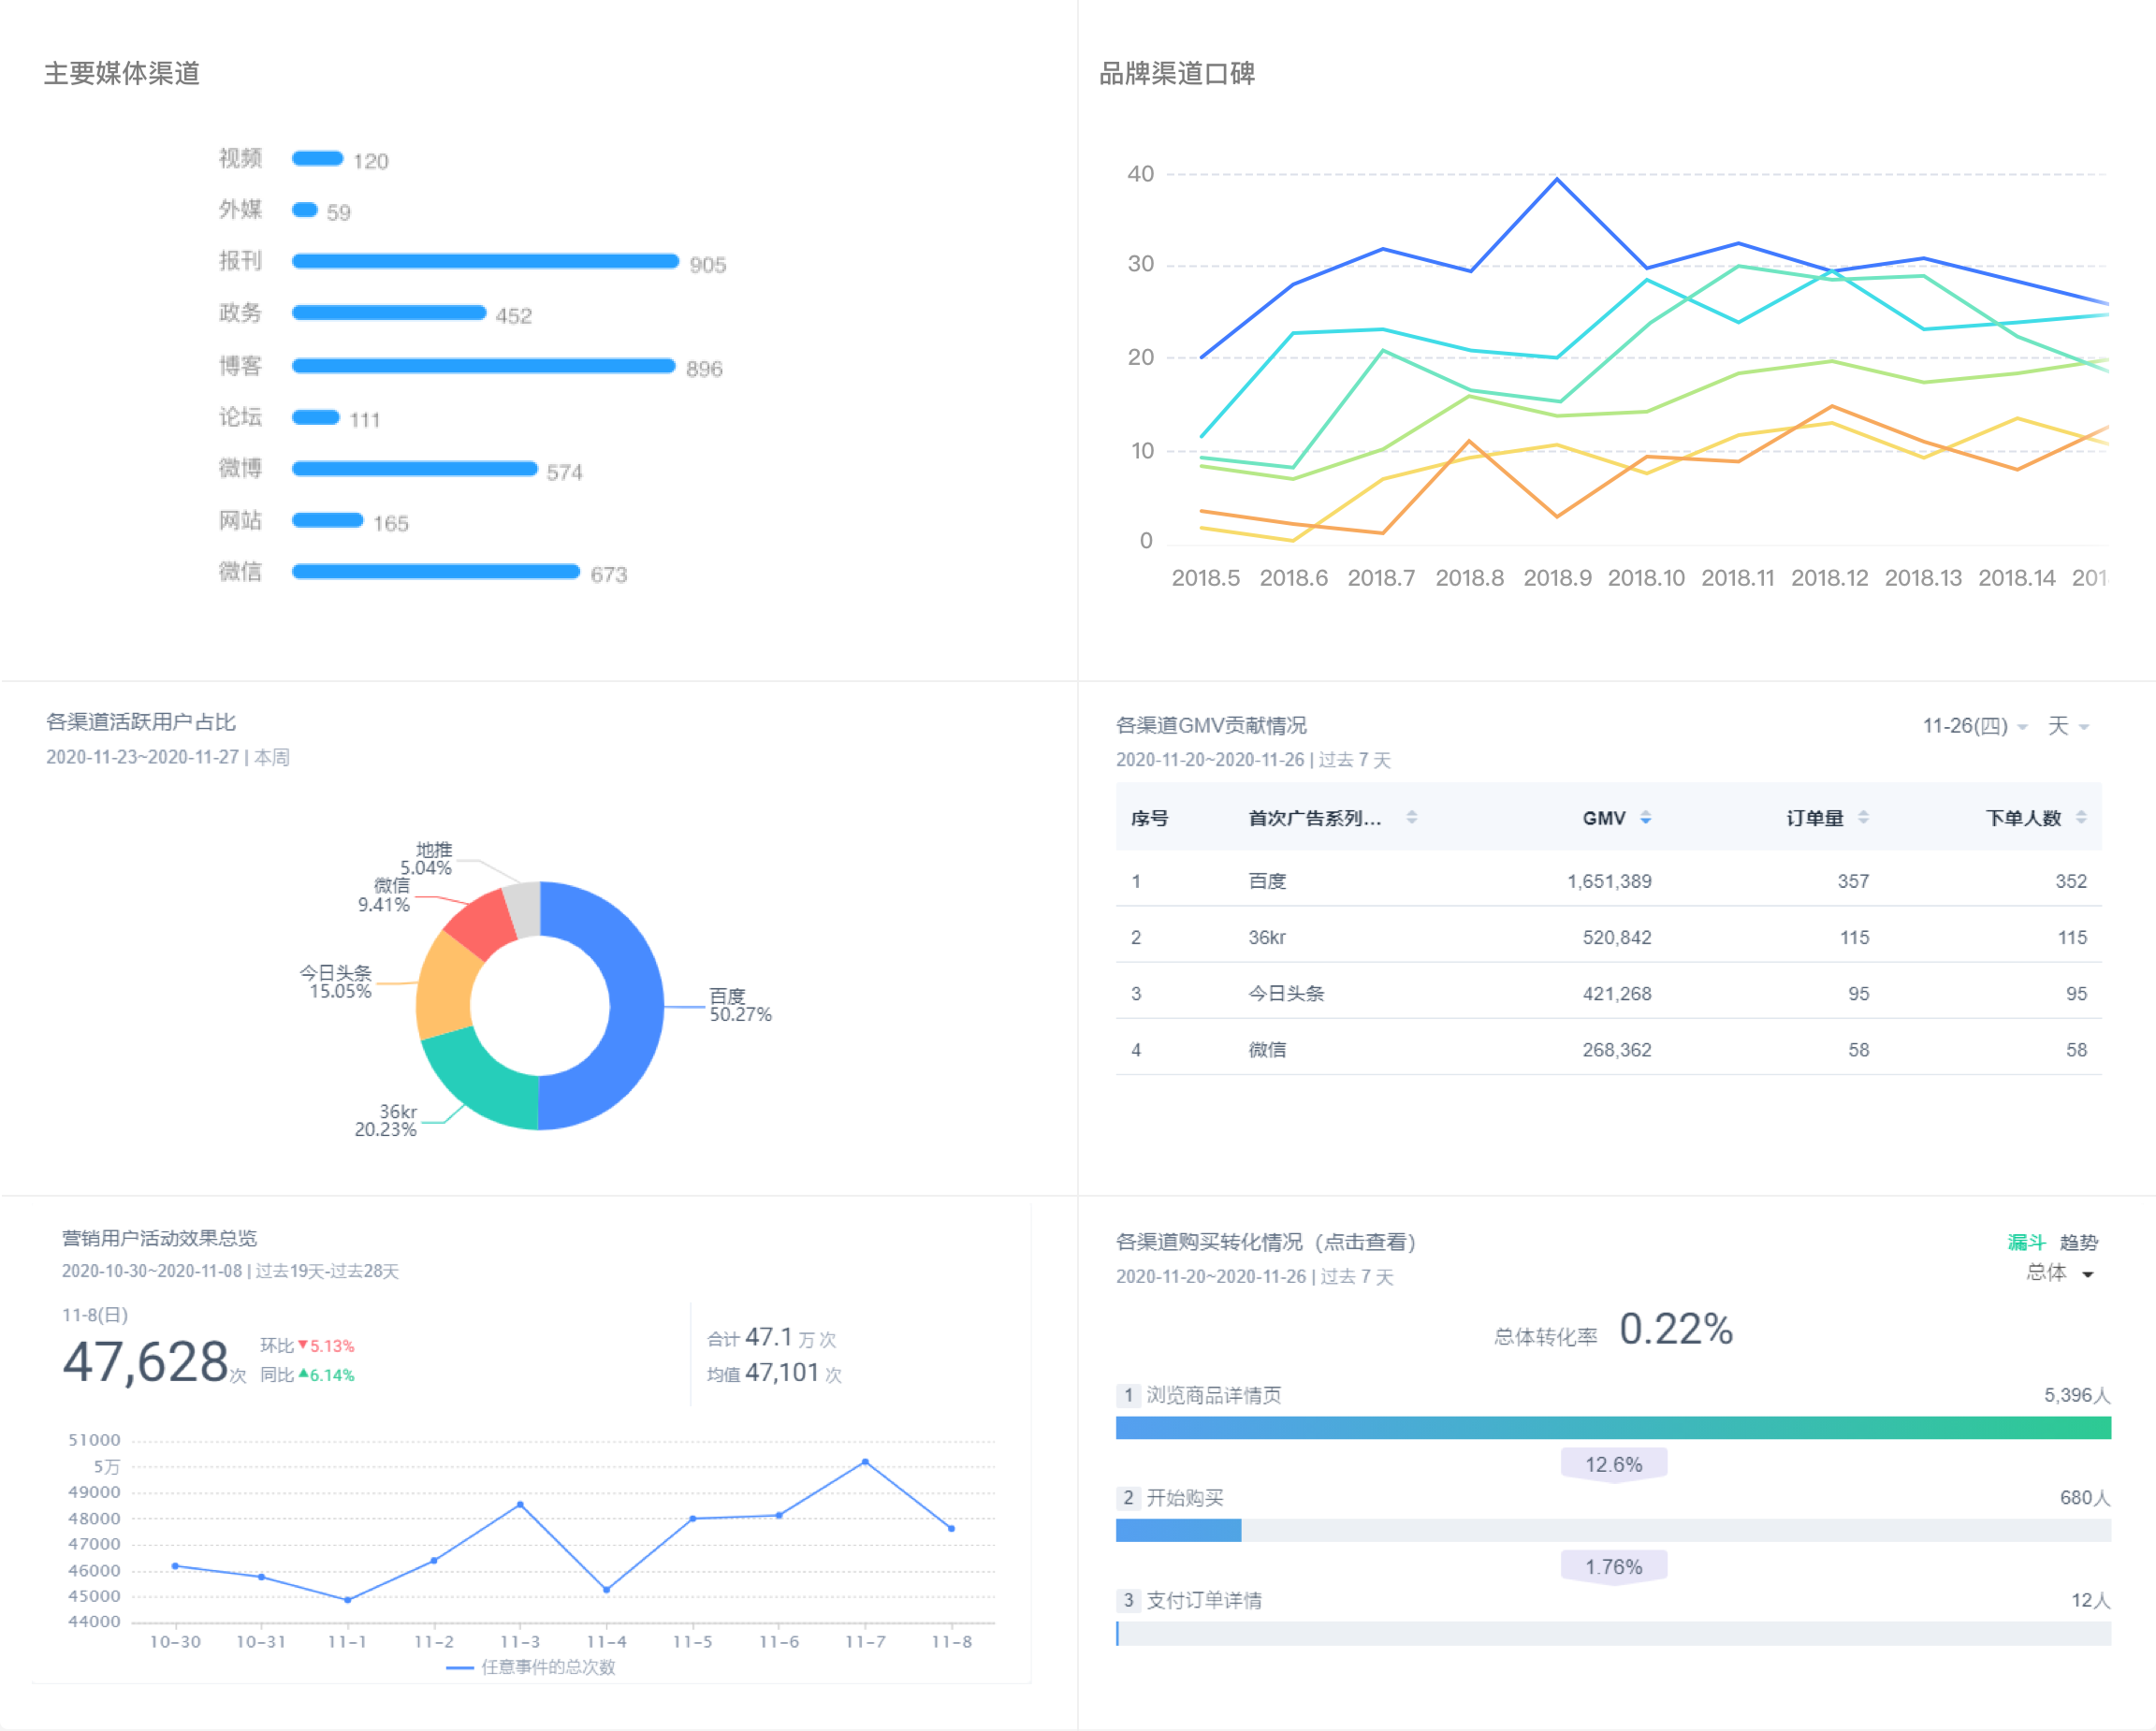 主要媒体渠道
视频 120
外媒 59
报刊 905
政务 452
博客 896
论坛 111
微博 574
网站 165
微信 673
品牌渠道口碑
40
30
20
10
0
2018.5 2018.6 2018.7 2018.8 2018.9 2018.10 2018.11 2018.12 2018.13 2018.14 201
各渠道活跃用户占比
2020-11-23~2020-11-27 | 本周
地推
5.04%
微信
9.41%
今日头条
15.05%
百度
50.27%
36kr
20.23%
各渠道GMV贡献情况 11-26(四) 天
2020-11-20~2020-11-26 | 过去 7 天
序号 首次广告系列... GMV 订单量 下单人数
1 百度 1,651,389 357 352
2 36kr 520,842 115 115
3 今日头条 421,268 95 95
4 微信 268,362 58 58
营销用户活动效果总览
2020-10-30~2020-11-08 | 过去19天-过去28天
11-8(日)
47,628次
环比▼5.13%
同比▲6.14%
合计 47.1 万 次
均值 47,101 次
51000
5万
49000
48000
47000
46000
45000
44000
10-30 10-31 11-1 11-2 11-3 11-4 11-5 11-6 11-7 11-8
任意事件的总次数
各渠道购买转化情况（点击查看） 漏斗 趋势
2020-11-20~2020-11-26 | 过去 7 天 总体
总体转化率 0.22%
1 浏览商品详情页 5,396人
12.6%
2 开始购买 680人
1.76%
3 支付订单详情 12人